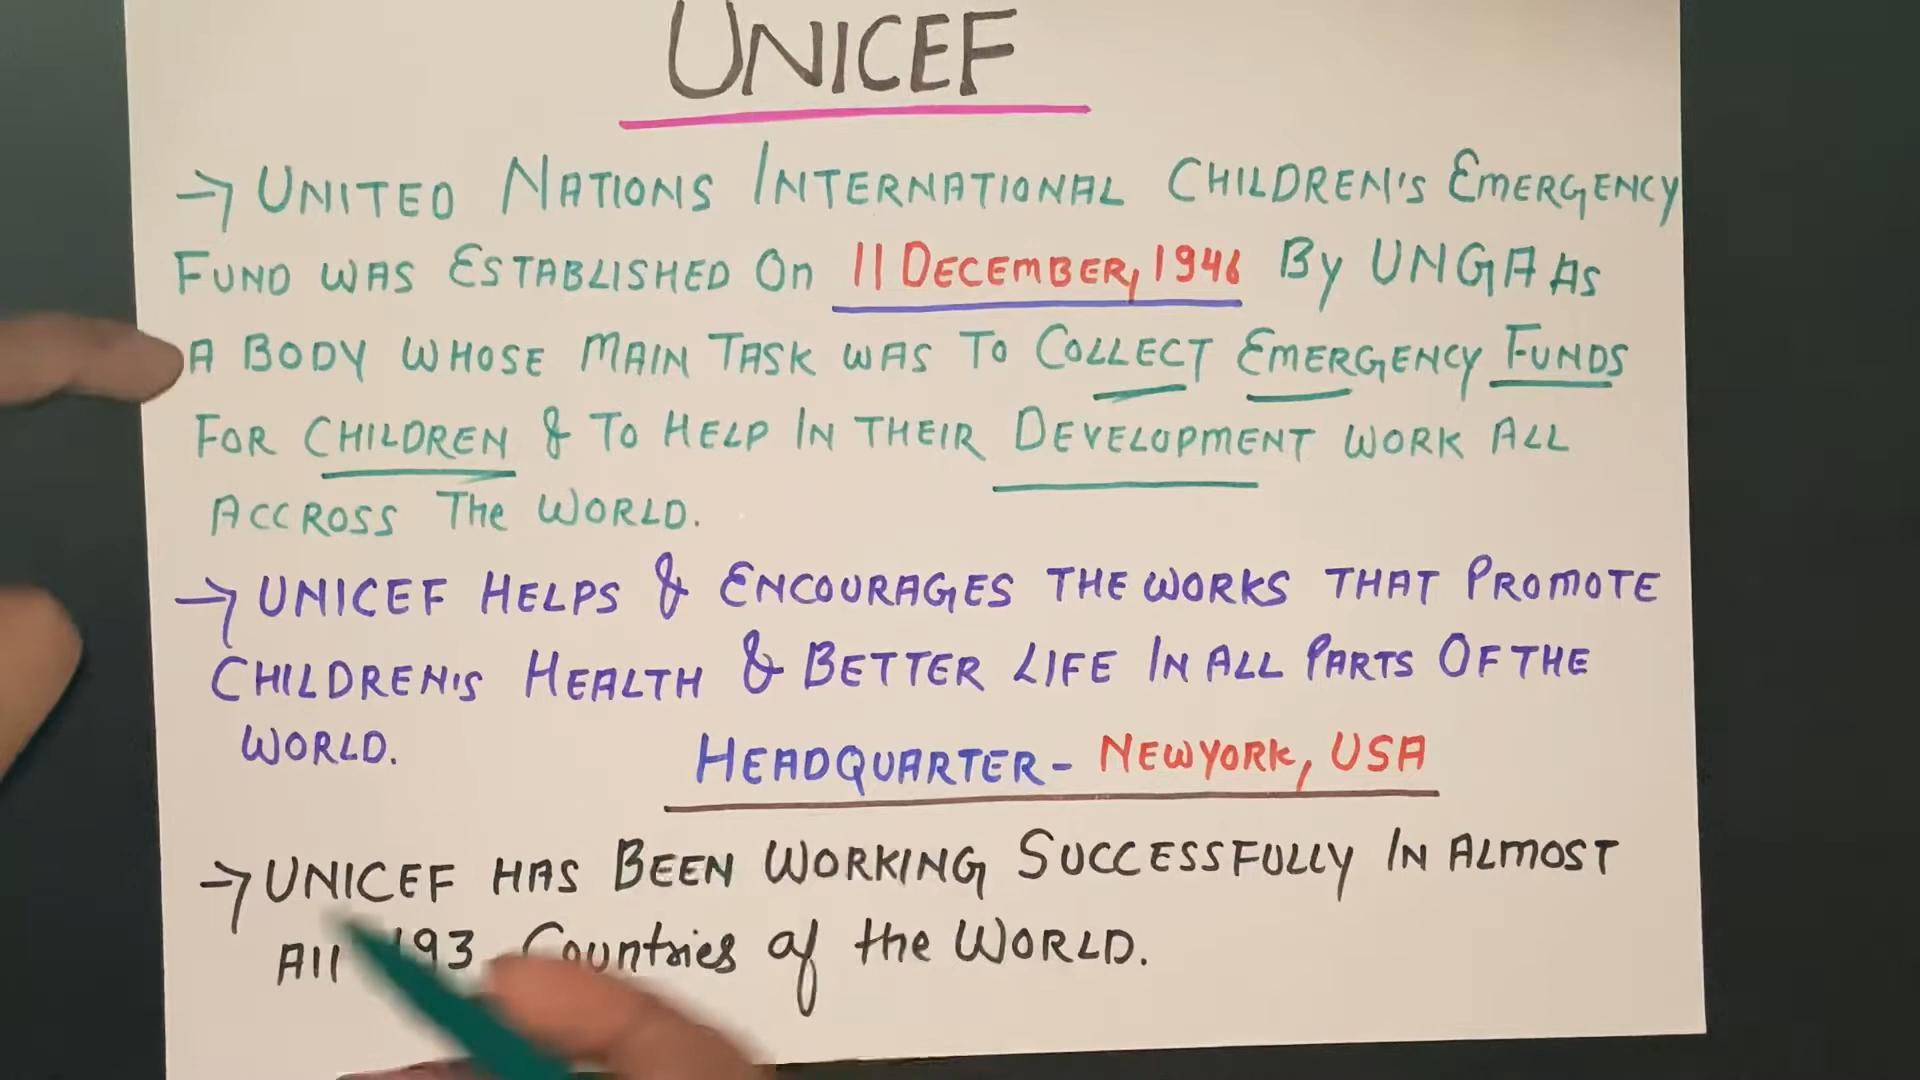 UNICEF
→ UNITED NATIONS INTERNATIONAL CHILDREN'S EMERGENCY
FUND WAS ESTABLISHED ON 11 DECEMBER, 1946 By UNGA AS
A BODY WHOSE MAIN TASK WAS TO COLLECT EMERGENCY FUNDS
FOR CHILDREN & TO HELP IN THEIR DEVELOPMENT WORK ALL
ACCROSS The WORLD.
→ UNICEF HELPS & ENCOURAGES THE WORKS THAT PROMOTE
CHILDREN'S HEALTH & BETTER LIFE IN ALL PARTS OF THE
WORLD.
HEADQUARTER - NEWYORK, USA
→ UNICEF HAS BEEN WORKING SUCCESSFULLY IN ALMOST
All 193 Countries of the WORLD.